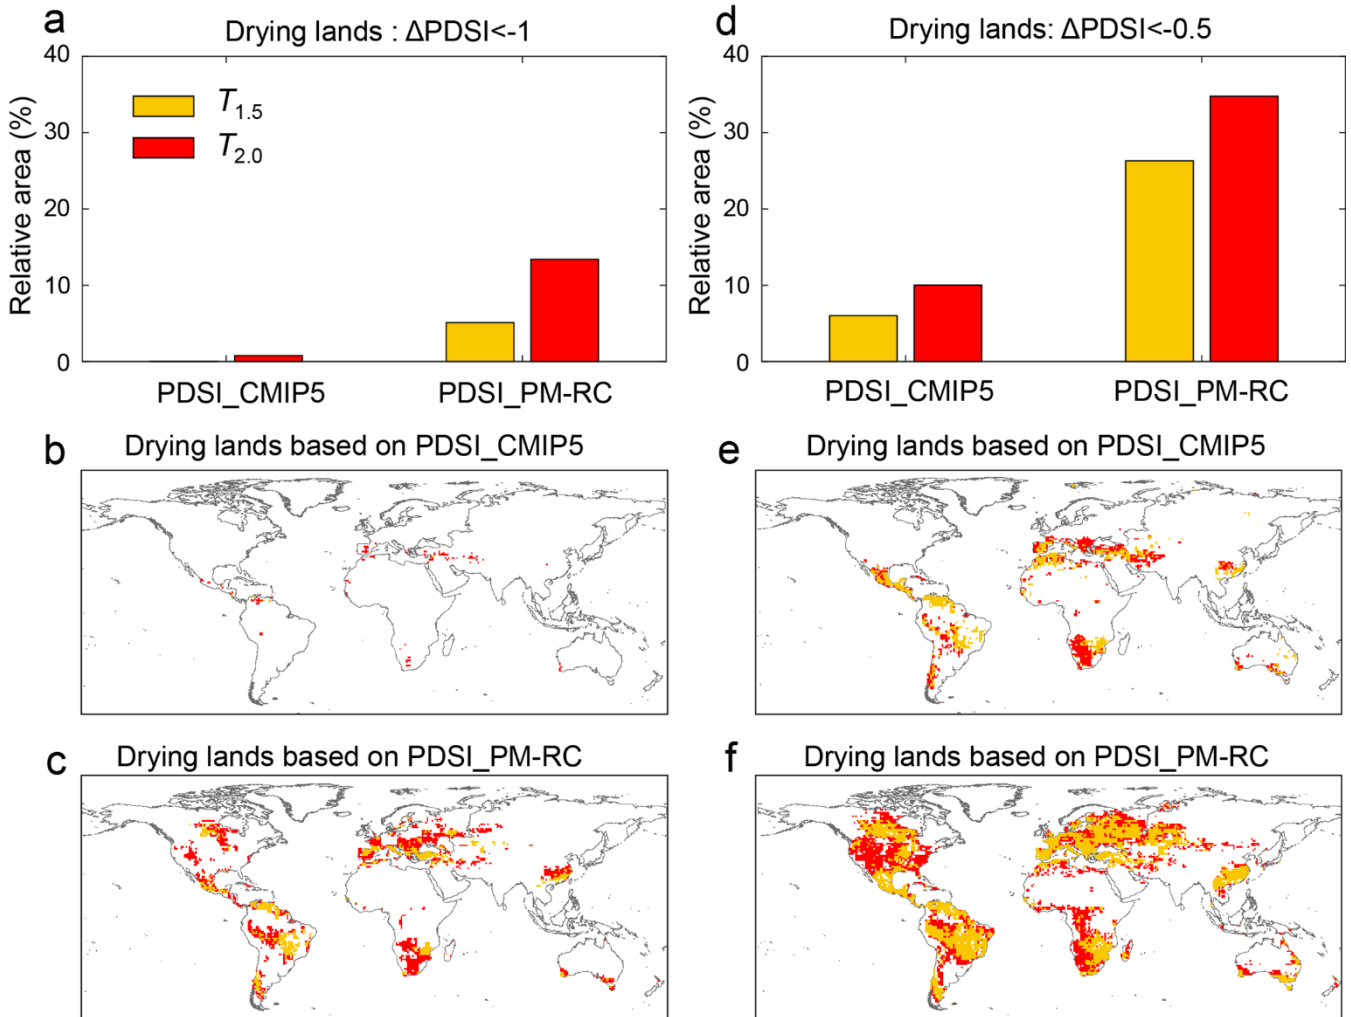 a
Drying lands : ΔPDSI<-1
40
30
20
10
0
Relative area (%)
T1.5
T2.0
PDSI_CMIP5
PDSI_PM-RC
d
Drying lands: ΔPDSI<-0.5
40
30
20
10
0
Relative area (%)
PDSI_CMIP5
PDSI_PM-RC
b
Drying lands based on PDSI_CMIP5
e
Drying lands based on PDSI_CMIP5
c
Drying lands based on PDSI_PM-RC
f
Drying lands based on PDSI_PM-RC